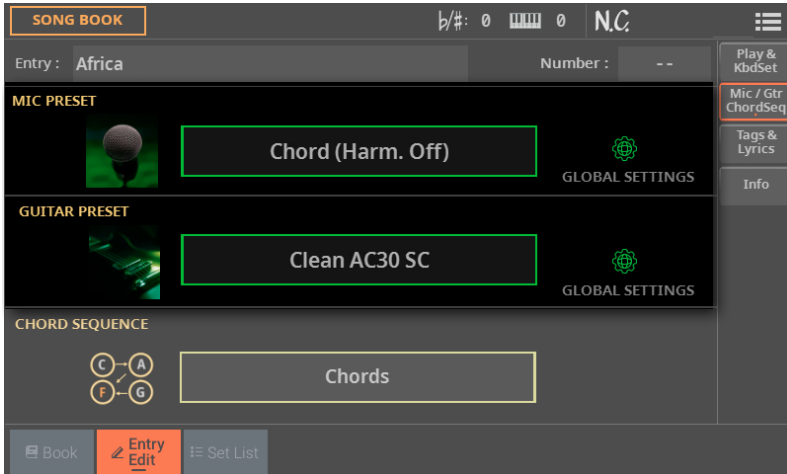 SONG BOOK
♭/#: 0
0
N.C.
Entry : Africa
Number : --
Play &
KbdSet
MIC PRESET
Mic / Gtr
ChordSeq
Chord (Harm. Off)
GLOBAL SETTINGS
Tags &
Lyrics
Info
GUITAR PRESET
Clean AC30 SC
GLOBAL SETTINGS
CHORD SEQUENCE
C A
F G
Chords
Book
Entry
Edit
Set List